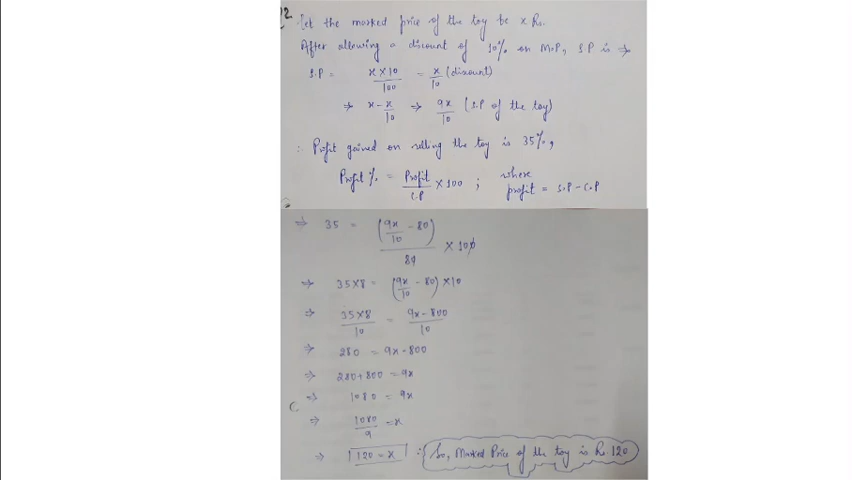 2.
Let the marked price of the toy be x Rs.
After allowing a discount of 10% on M.P, S.P is ⇒
S.P = x × 10 / 100 = x/10 (discount)
⇒ x - x/10 ⇒ 9x/10 (S.P of the toy)
∴ Profit gained on selling the toy is 35%,
Profit % = Profit / C.P × 100 ; where profit = S.P - C.P
⇒ 35 = (9x/10 - 80) / 80 × 100
⇒ 35×8 = (9x/10 - 80) × 10
⇒ 35×8 / 10 = 9x - 800 / 10
⇒ 280 = 9x - 800
⇒ 280 + 800 = 9x
⇒ 1080 = 9x
⇒ 1080/9 = x
⇒ 120 = x ∴ So, Marked Price of the toy is Rs 120